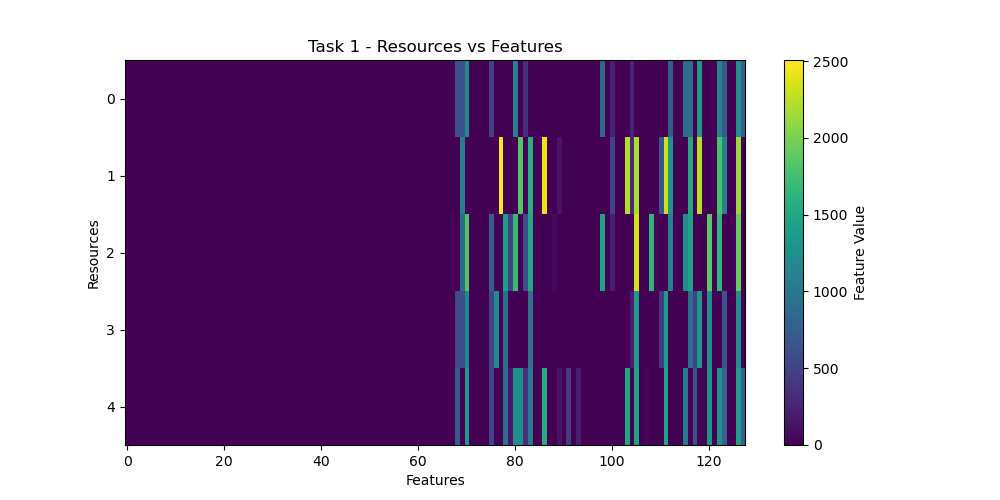 Task 1 - Resources vs Features
Resources
0
1
2
3
4
0 20 40 60 80 100 120
Features
2500
2000
1500
1000
500
0
Feature Value